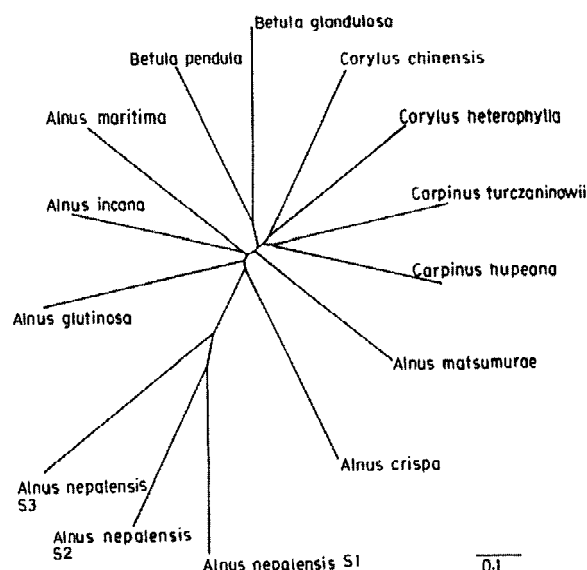 Betula glandulosa
Betula pendula
Corylus chinensis
Alnus maritima
Corylus heterophylla
Alnus incana
Carpinus turczaninowii
Carpinus hupeana
Alnus glutinosa
Alnus matsumurae
Alnus crispa
Alnus nepalensis
S3
Alnus nepalensis
S2
Alnus nepalensis S1
0.1